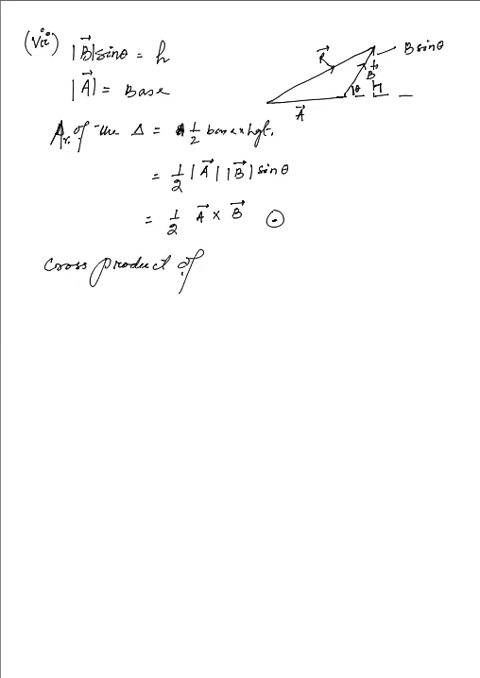 (vii) |B⃗|sinθ = h
|A⃗| = Base
R⃗
B sinθ
B
θ
A⃗
Ar. of the Δ = ½ base x hgt.
= ½ |A⃗| |B⃗| sinθ
= ½ A⃗ × B⃗ ⊙
Cross product of